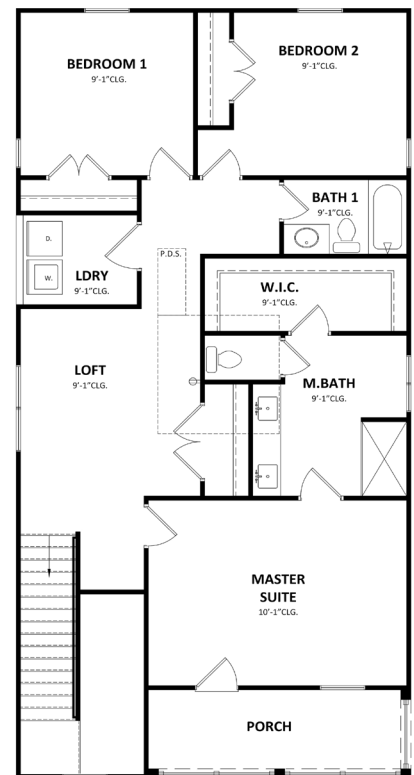 BEDROOM 1
9'-1"CLG.
BEDROOM 2
9'-1"CLG.
BATH 1
9'-1"CLG.
D.
W.
LDRY
9'-1"CLG.
P.D.S.
W.I.C.
9'-1"CLG.
LOFT
9'-1"CLG.
M.BATH
9'-1"CLG.
MASTER
SUITE
10'-1"CLG.
PORCH